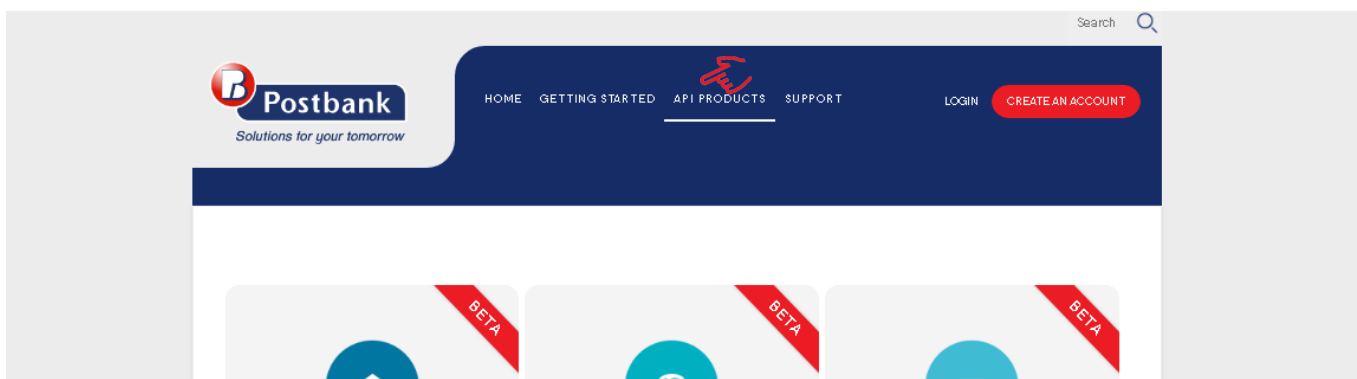 Search
Postbank
Solutions for your tomorrow
HOME GETTING STARTED API PRODUCTS SUPPORT LOGIN CREATE AN ACCOUNT
BETA BETA BETA